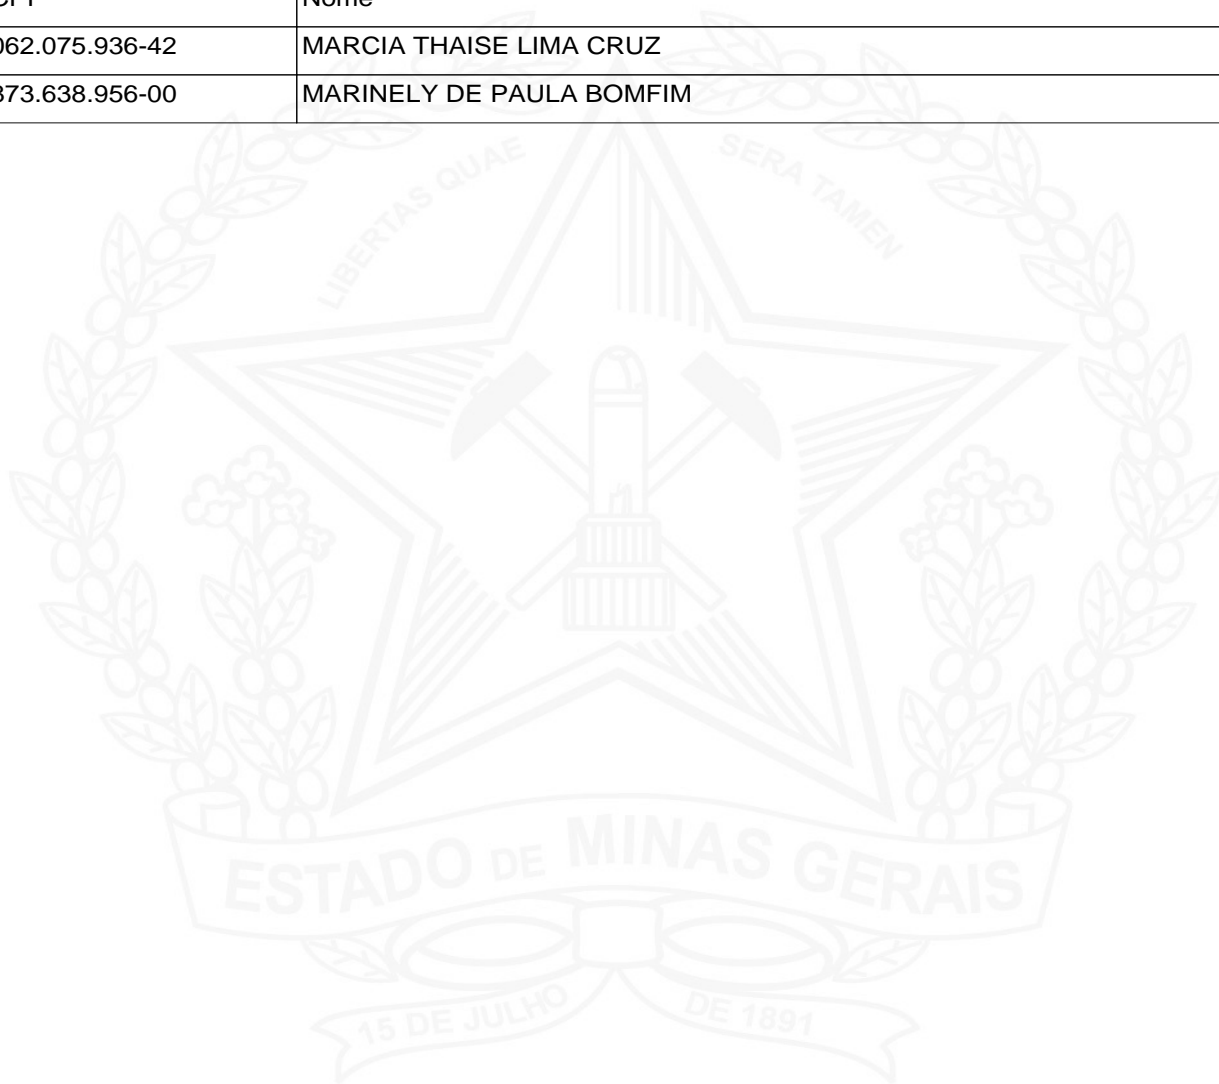 Nome
062.075.936-42 MARCIA THAISE LIMA CRUZ
873.638.956-00 MARINELY DE PAULA BOMFIM
LIBERTAS QUAE SERA TAMEN
ESTADO DE MINAS GERAIS
15 DE JULHO DE 1891